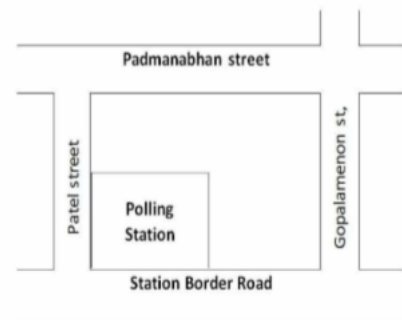 Padmanabhan street
Patel street
Gopalamenon st,
Polling
Station
Station Border Road